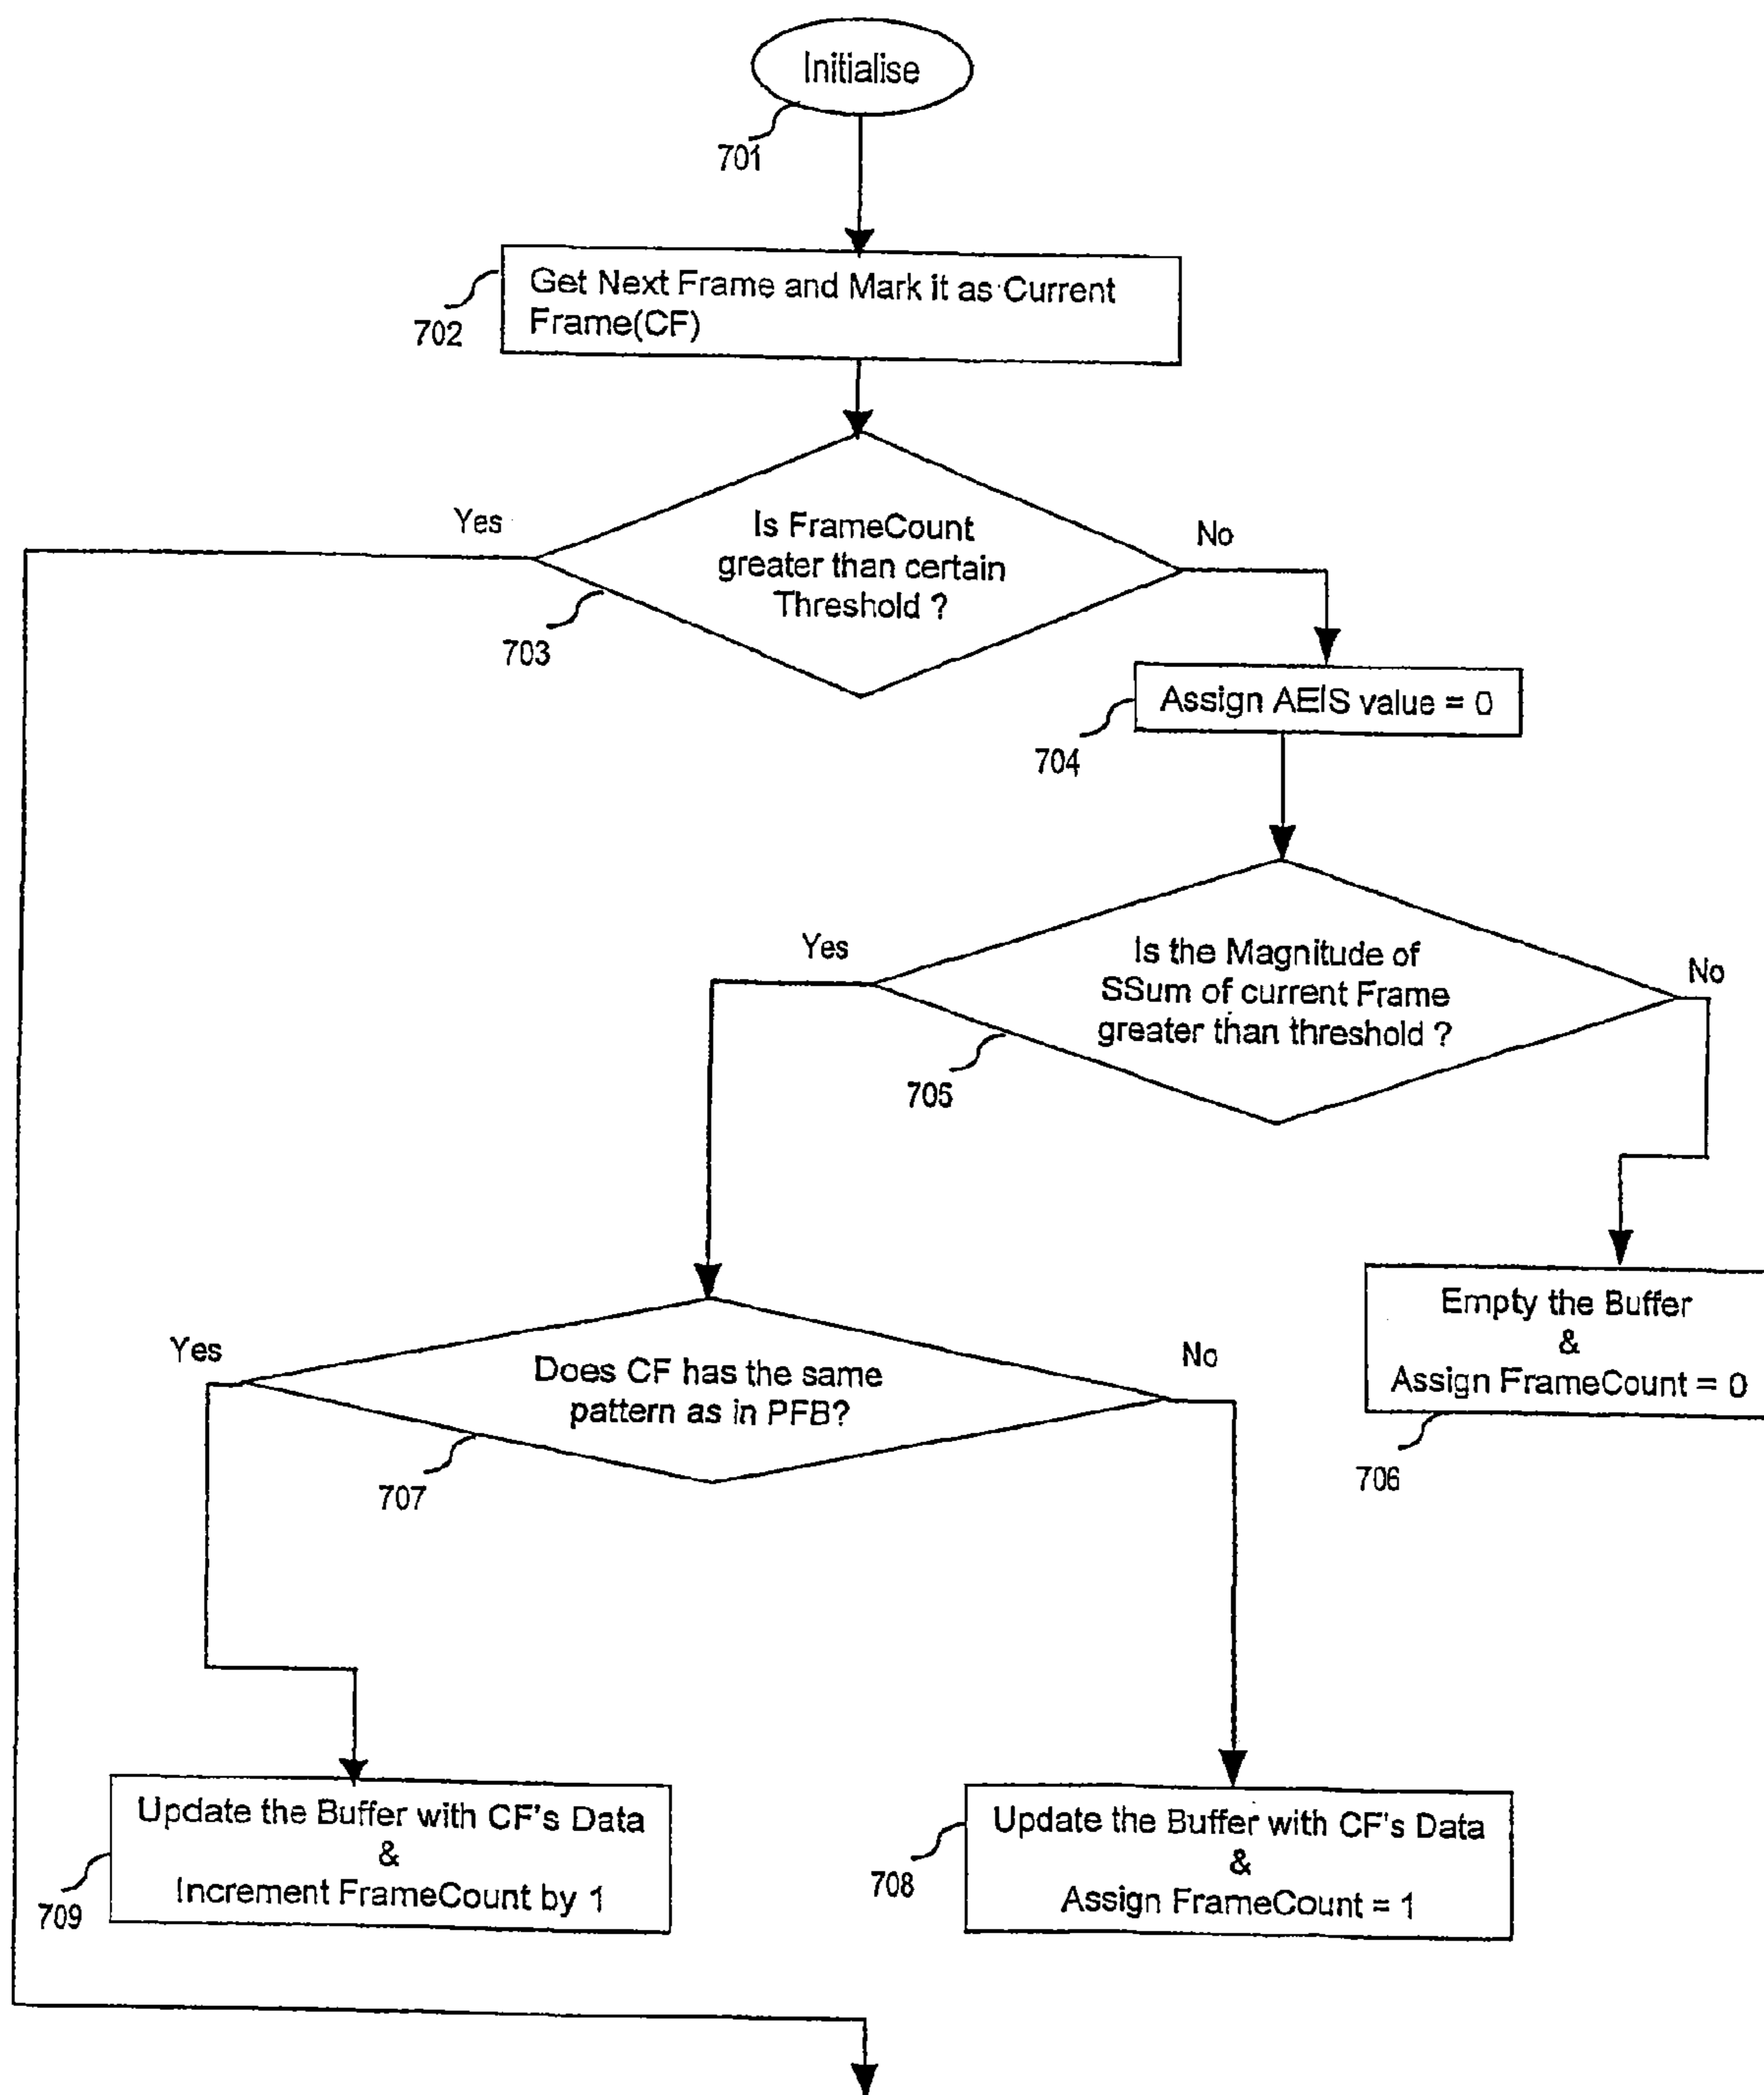 Initialise
701
Get Next Frame and Mark it as Current
Frame(CF)
702
Yes
Is FrameCount
greater than certain
Threshold ?
No
703
Assign AEIS value = 0
704
Yes
Is the Magnitude of
SSum of current Frame
greater than threshold ?
No
705
Empty the Buffer
&
Assign FrameCount = 0
706
Yes
Does CF has the same
pattern as in PFB?
No
707
Update the Buffer with CF's Data
&
Increment FrameCount by 1
709
Update the Buffer with CF's Data
&
Assign FrameCount = 1
708